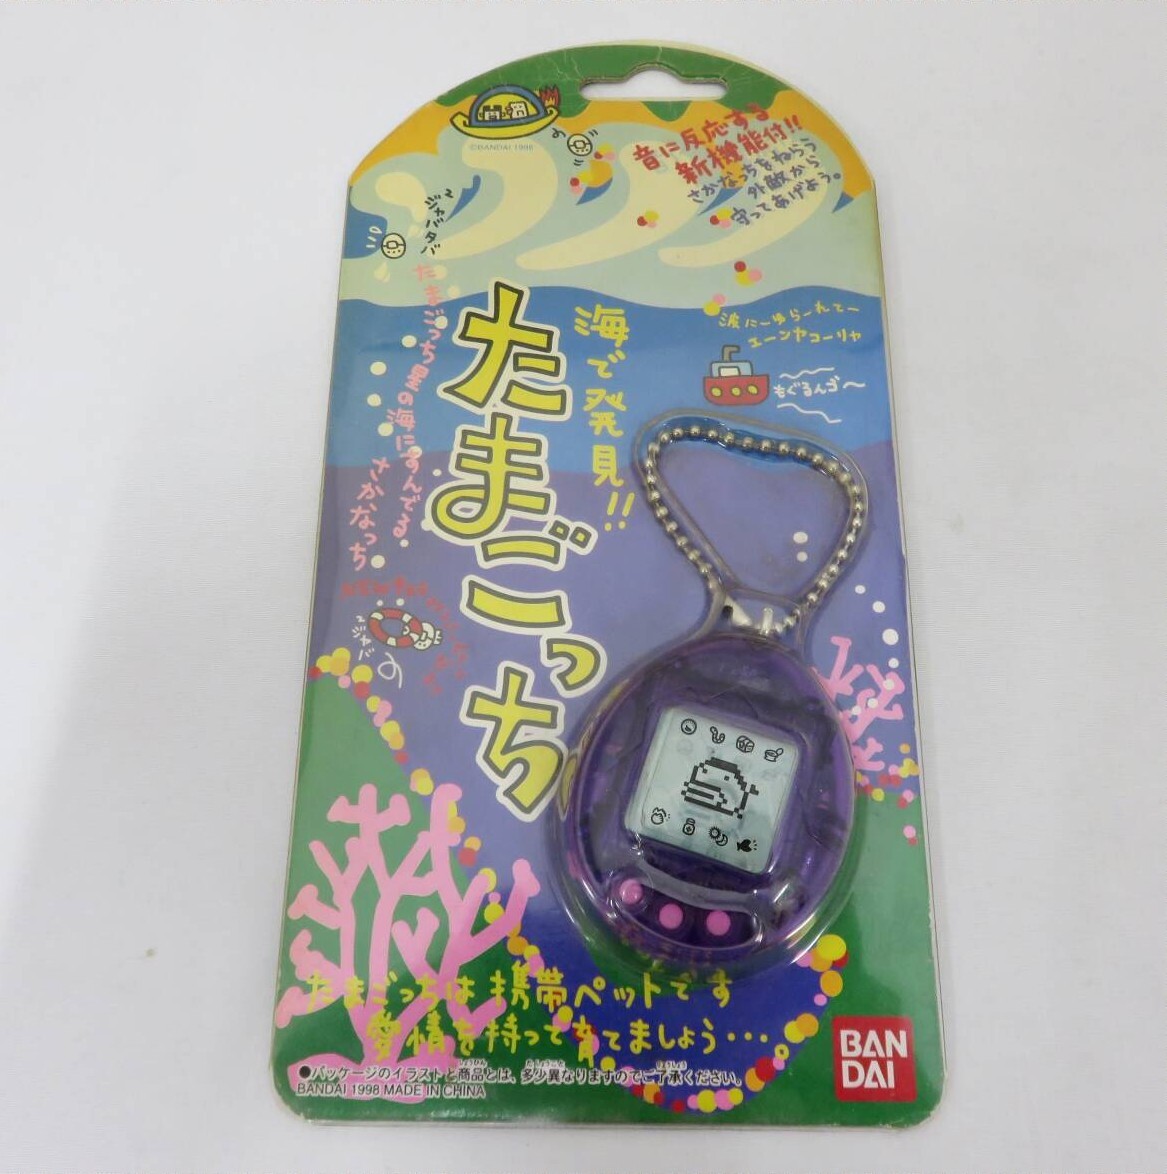 ©BANDAI 1998
音に反応する
新機能付!!
さかなっちをねらう
外敵から
守ってあげよう。
ジャバタバ
たまごっち星の海にすんでる
さかなっち
海で発見!!
たまごっち
波にーゆらーれてー
エーンヤコーリャ
もぐるんゴ〜
ジャバ
たまごっちは携帯ペットです
愛情を持って育てましょう・・・。
●パッケージのイラストと商品とは、多少異なりますのでご了承ください。
BANDAI 1998 MADE IN CHINA
BAN
DAI